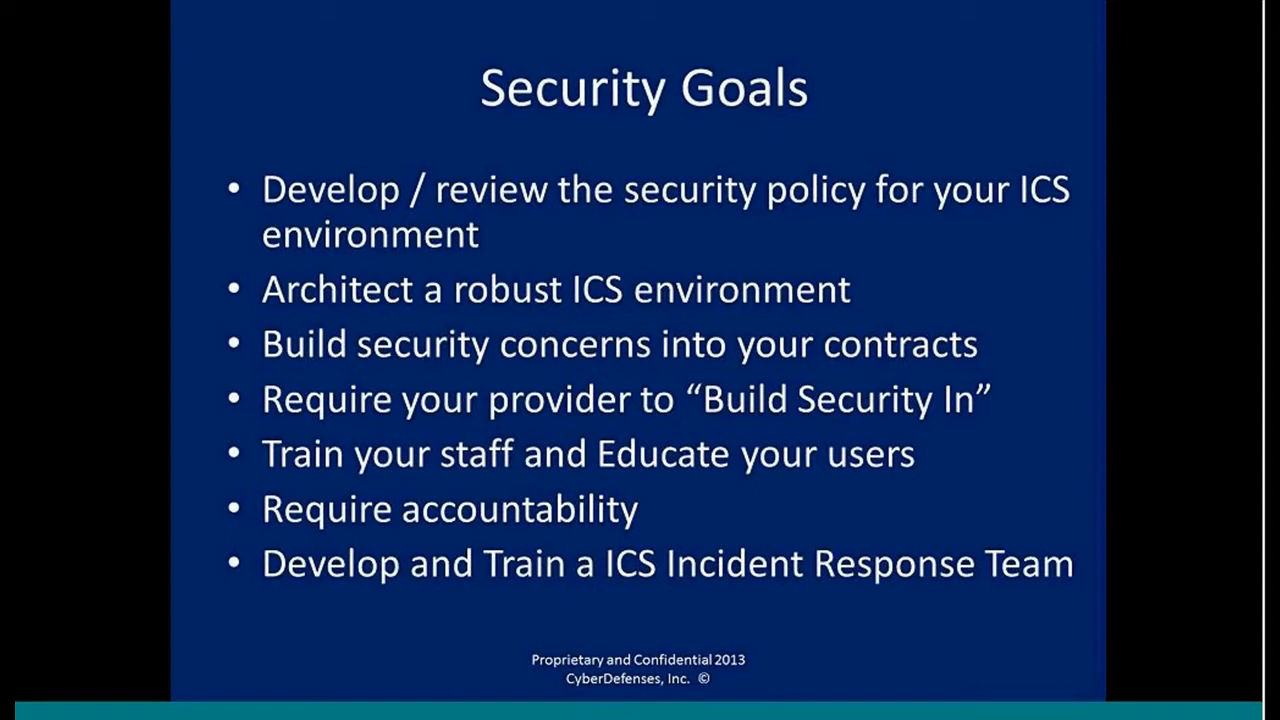 Security Goals
• Develop / review the security policy for your ICS
environment
• Architect a robust ICS environment
• Build security concerns into your contracts
• Require your provider to “Build Security In”
• Train your staff and Educate your users
• Require accountability
• Develop and Train a ICS Incident Response Team
Proprietary and Confidential 2013
CyberDefenses, Inc. ©